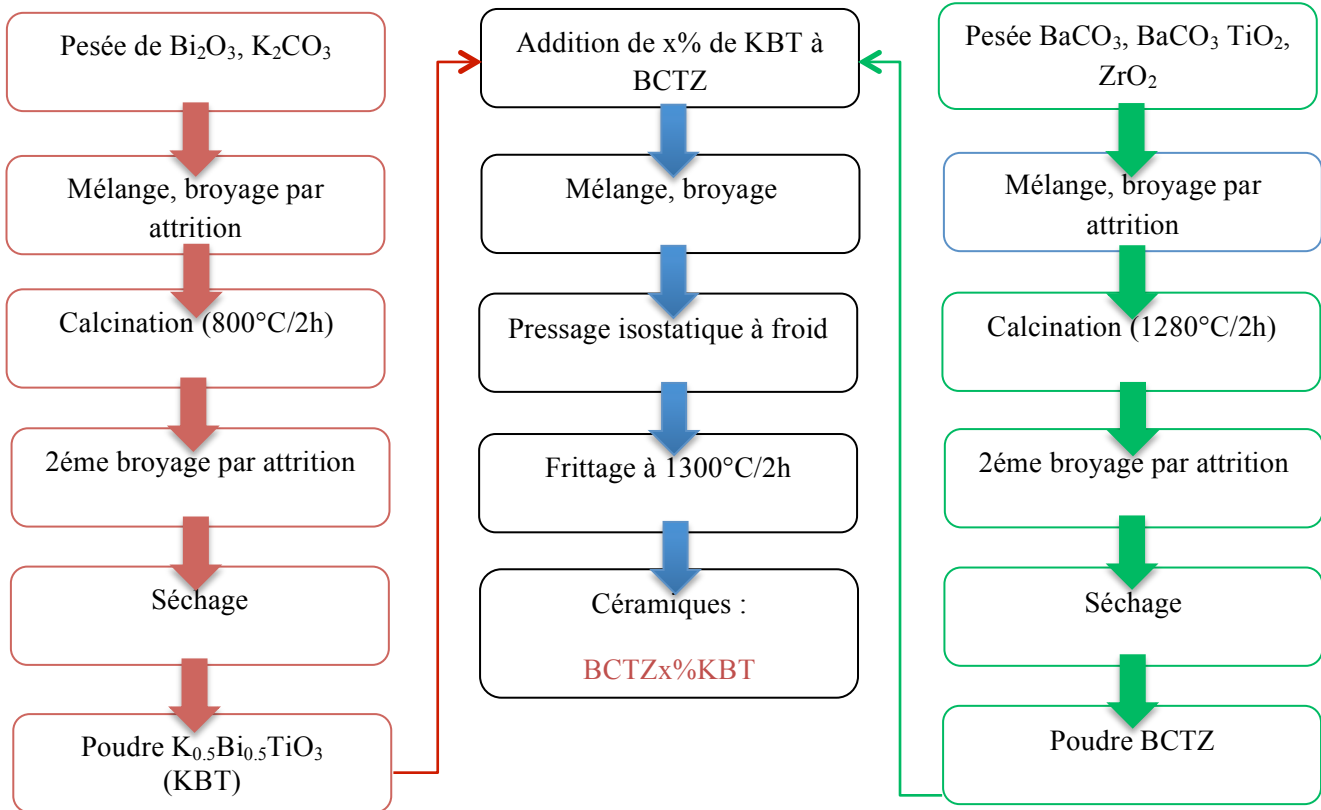 Pesée de Bi₂O₃, K₂CO₃
Mélange, broyage par
attrition
Calcination (800°C/2h)
2éme broyage par attrition
Séchage
Poudre K₀.₅Bi₀.₅TiO₃
(KBT)
Addition de x% de KBT à
BCTZ
Mélange, broyage
Pressage isostatique à froid
Frittage à 1300°C/2h
Céramiques :
BCTZx%KBT
Pesée BaCO₃, BaCO₃ TiO₂,
ZrO₂
Mélange, broyage par
attrition
Calcination (1280°C/2h)
2éme broyage par attrition
Séchage
Poudre BCTZ